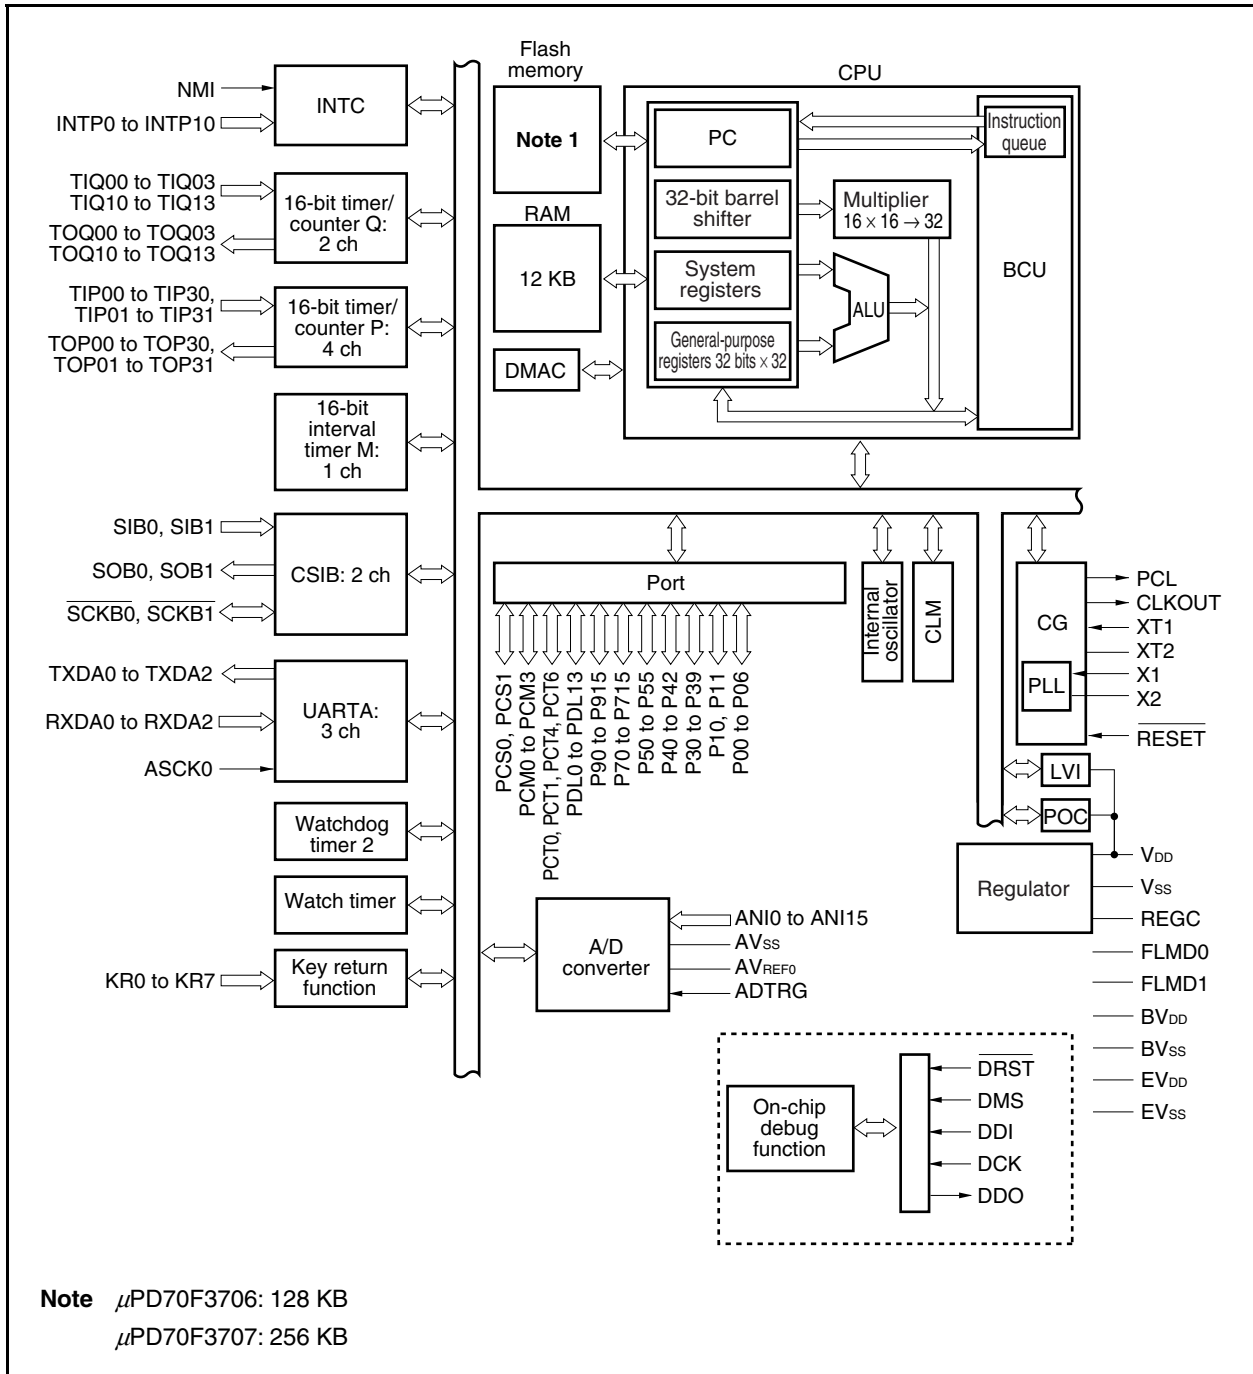 NMI
INTP0 to INTP10
INTC
TIQ00 to TIQ03
TIQ10 to TIQ13
TOQ00 to TOQ03
TOQ10 to TOQ13
16-bit timer/
counter Q:
2 ch
TIP00 to TIP30,
TIP01 to TIP31
TOP00 to TOP30,
TOP01 to TOP31
16-bit timer/
counter P:
4 ch
16-bit
interval
timer M:
1 ch
SIB0, SIB1
SOB0, SOB1
SCKB0, SCKB1
CSIB: 2 ch
TXDA0 to TXDA2
RXDA0 to RXDA2
ASCK0
UARTA:
3 ch
Watchdog
timer 2
Watch timer
KR0 to KR7
Key return
function
Flash
memory
Note 1
RAM
12 KB
DMAC
CPU
PC
32-bit barrel
shifter
System
registers
General-purpose
registers 32 bits × 32
Multiplier
16 × 16 → 32
ALU
Instruction
queue
BCU
Port
PCS0, PCS1
PCM0 to PCM3
PCT0, PCT1, PCT4, PCT6
PDL0 to PDL13
P90 to P915
P70 to P715
P50 to P55
P40 to P42
P30 to P39
P10, P11
P00 to P06
Internal
oscillator
CLM
CG
PLL
PCL
CLKOUT
XT1
XT2
X1
X2
RESET
LVI
POC
Regulator
VDD
VSS
REGC
FLMD0
FLMD1
BVDD
BVSS
EVDD
EVSS
A/D
converter
ANI0 to ANI15
AVSS
AVREF0
ADTRG
On-chip
debug
function
DRST
DMS
DDI
DCK
DDO
Note μPD70F3706: 128 KB
μPD70F3707: 256 KB